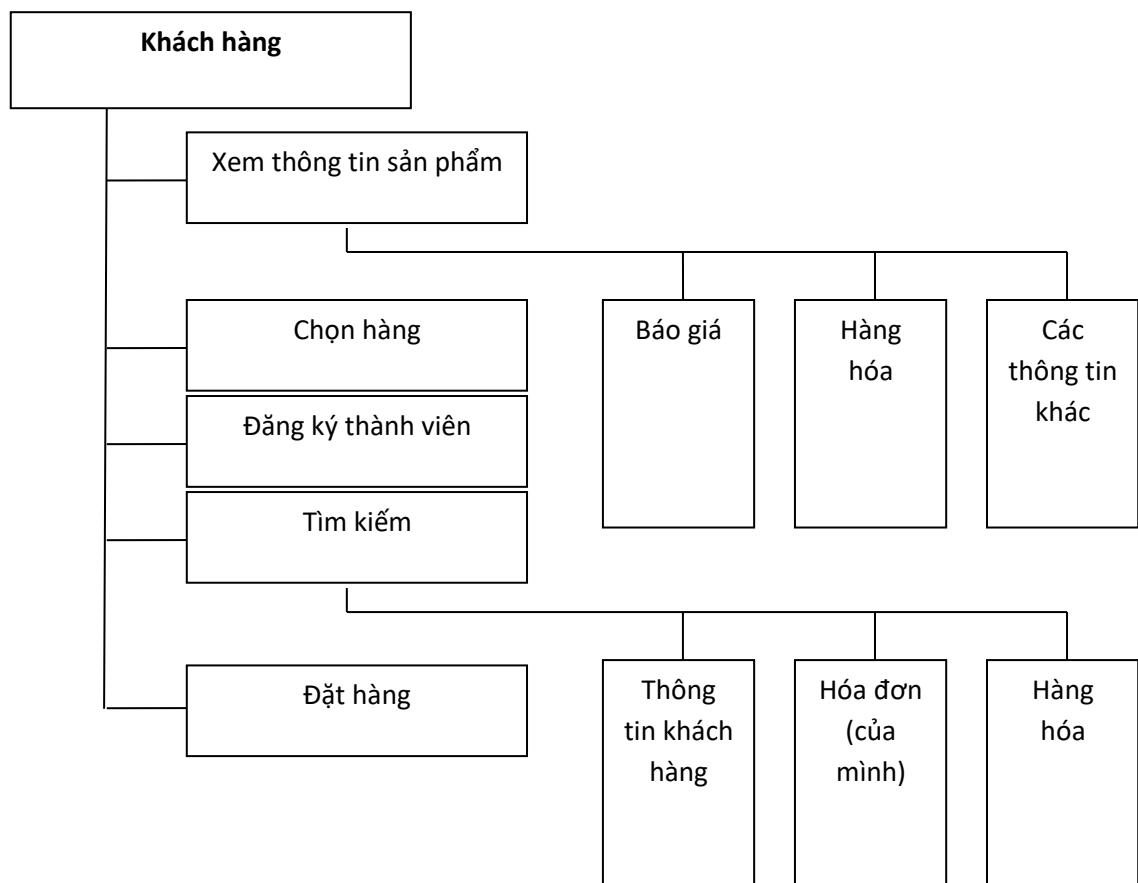 Khách hàng
Xem thông tin sản phẩm
Chọn hàng
Báo giá
Hàng
hóa
Các
thông tin
khác
Đăng ký thành viên
Tìm kiếm
Đặt hàng
Thông
tin khách
hàng
Hóa đơn
(của
mình)
Hàng
hóa